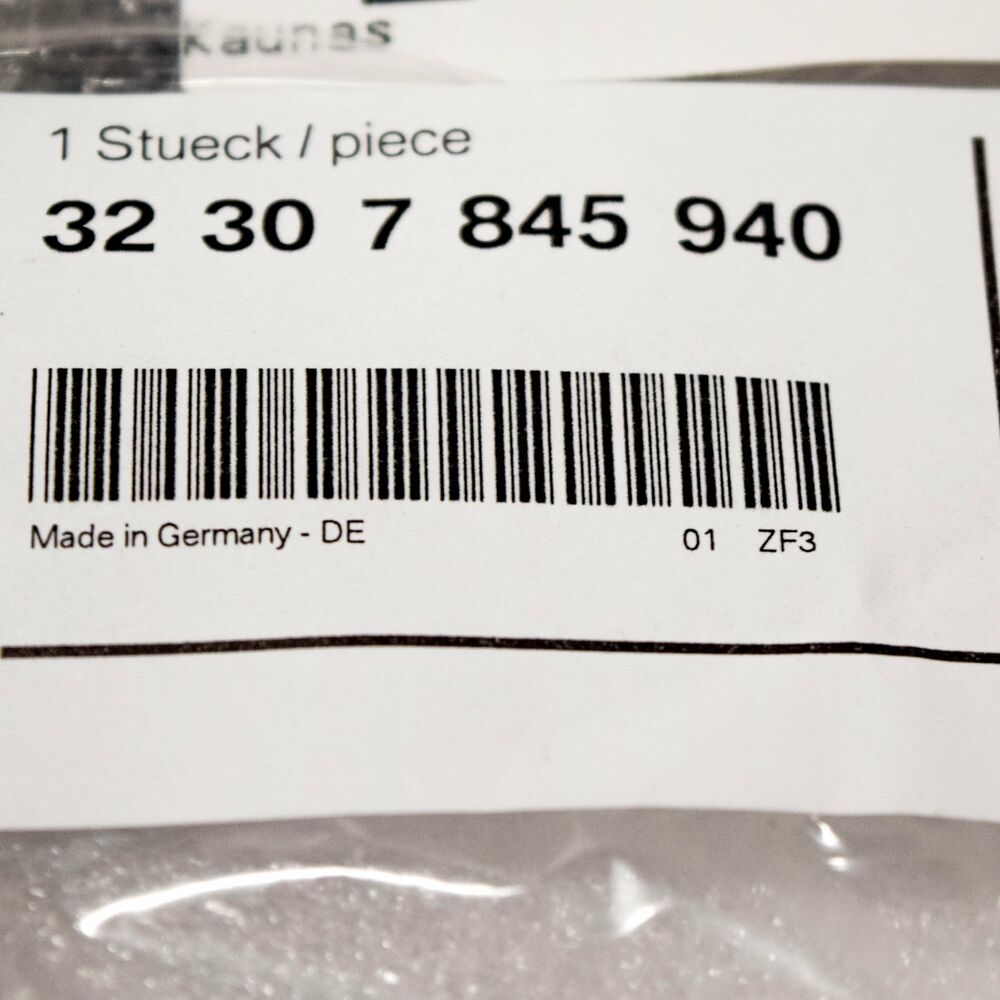 Kaunas
1 Stueck / piece
32 30 7 845 940
Made in Germany - DE
01 ZF3